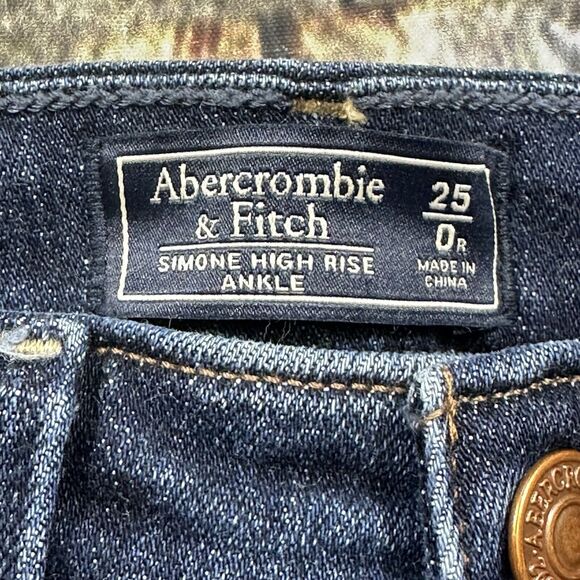 Abercrombie
& Fitch
SIMONE HIGH RISE
ANKLE
25
0R
MADE IN
CHINA